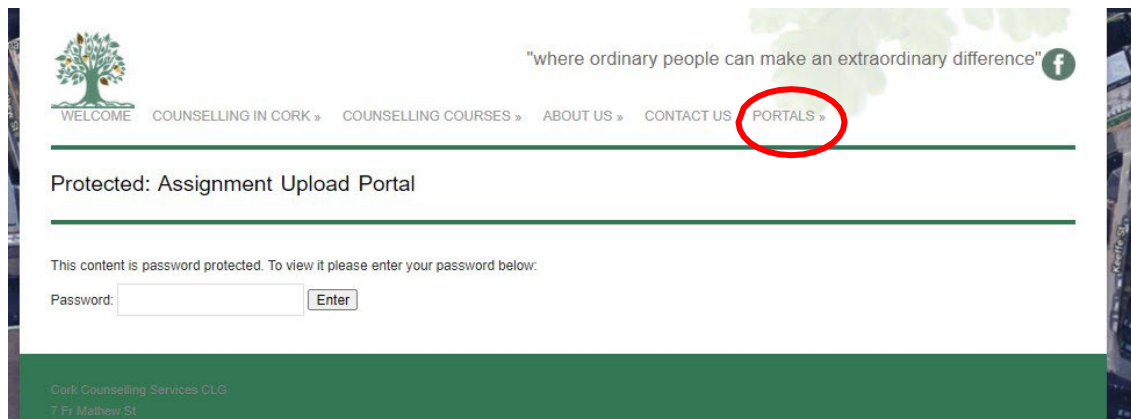 "where ordinary people can make an extraordinary difference"
f
WELCOME COUNSELLING IN CORK » COUNSELLING COURSES » ABOUT US » CONTACT US PORTALS »
Protected: Assignment Upload Portal
This content is password protected. To view it please enter your password below:
Password: Enter
Cork Counselling Services CLG
7 Fr Mathew St